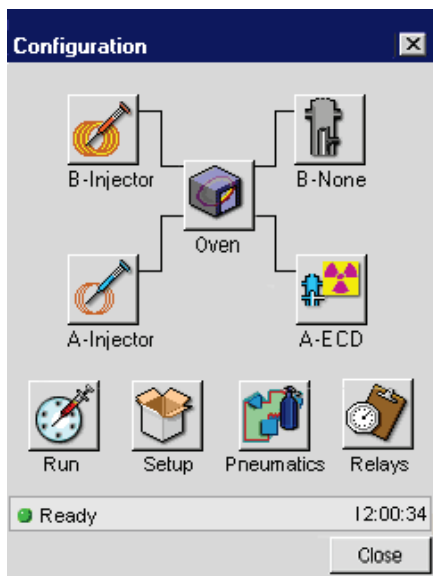 Configuration
B-Injector
B-None
Oven
A-Injector
A-ECD
Run
Setup
Pneumatics
Relays
Ready
12:00:34
Close